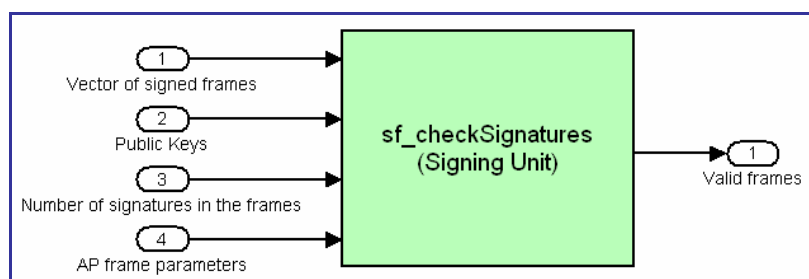 1
Vector of signed frames
2
Public Keys
3
Number of signatures in the frames
4
AP frame parameters
sf_checkSignatures
(Signing Unit)
1
Valid frames